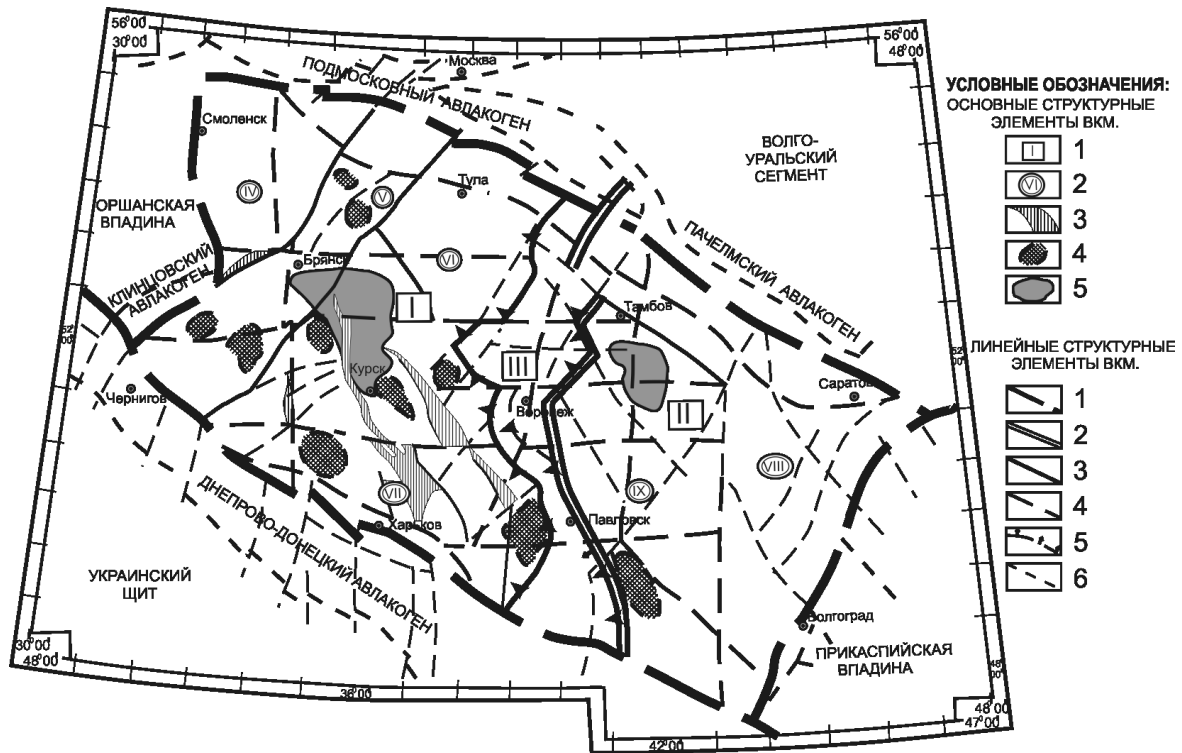 56°00'
30°00'
56°00'
48°00'
Москва
ПОДМОСКОВНЫЙ АВЛАКОГЕН
Смоленск
ВОЛГО-
УРАЛЬСКИЙ
СЕГМЕНТ
IV
V
Тула
ОРШАНСКАЯ
ВПАДИНА
ПАЧЕЛМСКИЙ АВЛАКОГЕН
КЛИНЦОВСКИЙ
АВЛАКОГЕН
Брянск
VI
I
Тамбов
52°00'
52°00'
III
Курск
Чернигов
Воронеж
II
Саратов
VII
VIII
IX
Харьков
Павловск
ДНЕПРОВО-ДОНЕЦКИЙ АВЛАКОГЕН
УКРАИНСКИЙ
ЩИТ
Волгоград
ПРИКАСПИЙСКАЯ
ВПАДИНА
30°00'
48°00'
36°00'
42°00'
48°00'
48°00'
47°00'
УСЛОВНЫЕ ОБОЗНАЧЕНИЯ:
ОСНОВНЫЕ СТРУКТУРНЫЕ
ЭЛЕМЕНТЫ ВКМ.
I 1
VI 2
3
4
5
ЛИНЕЙНЫЕ СТРУКТУРНЫЕ
ЭЛЕМЕНТЫ ВКМ.
1
2
3
4
5
6